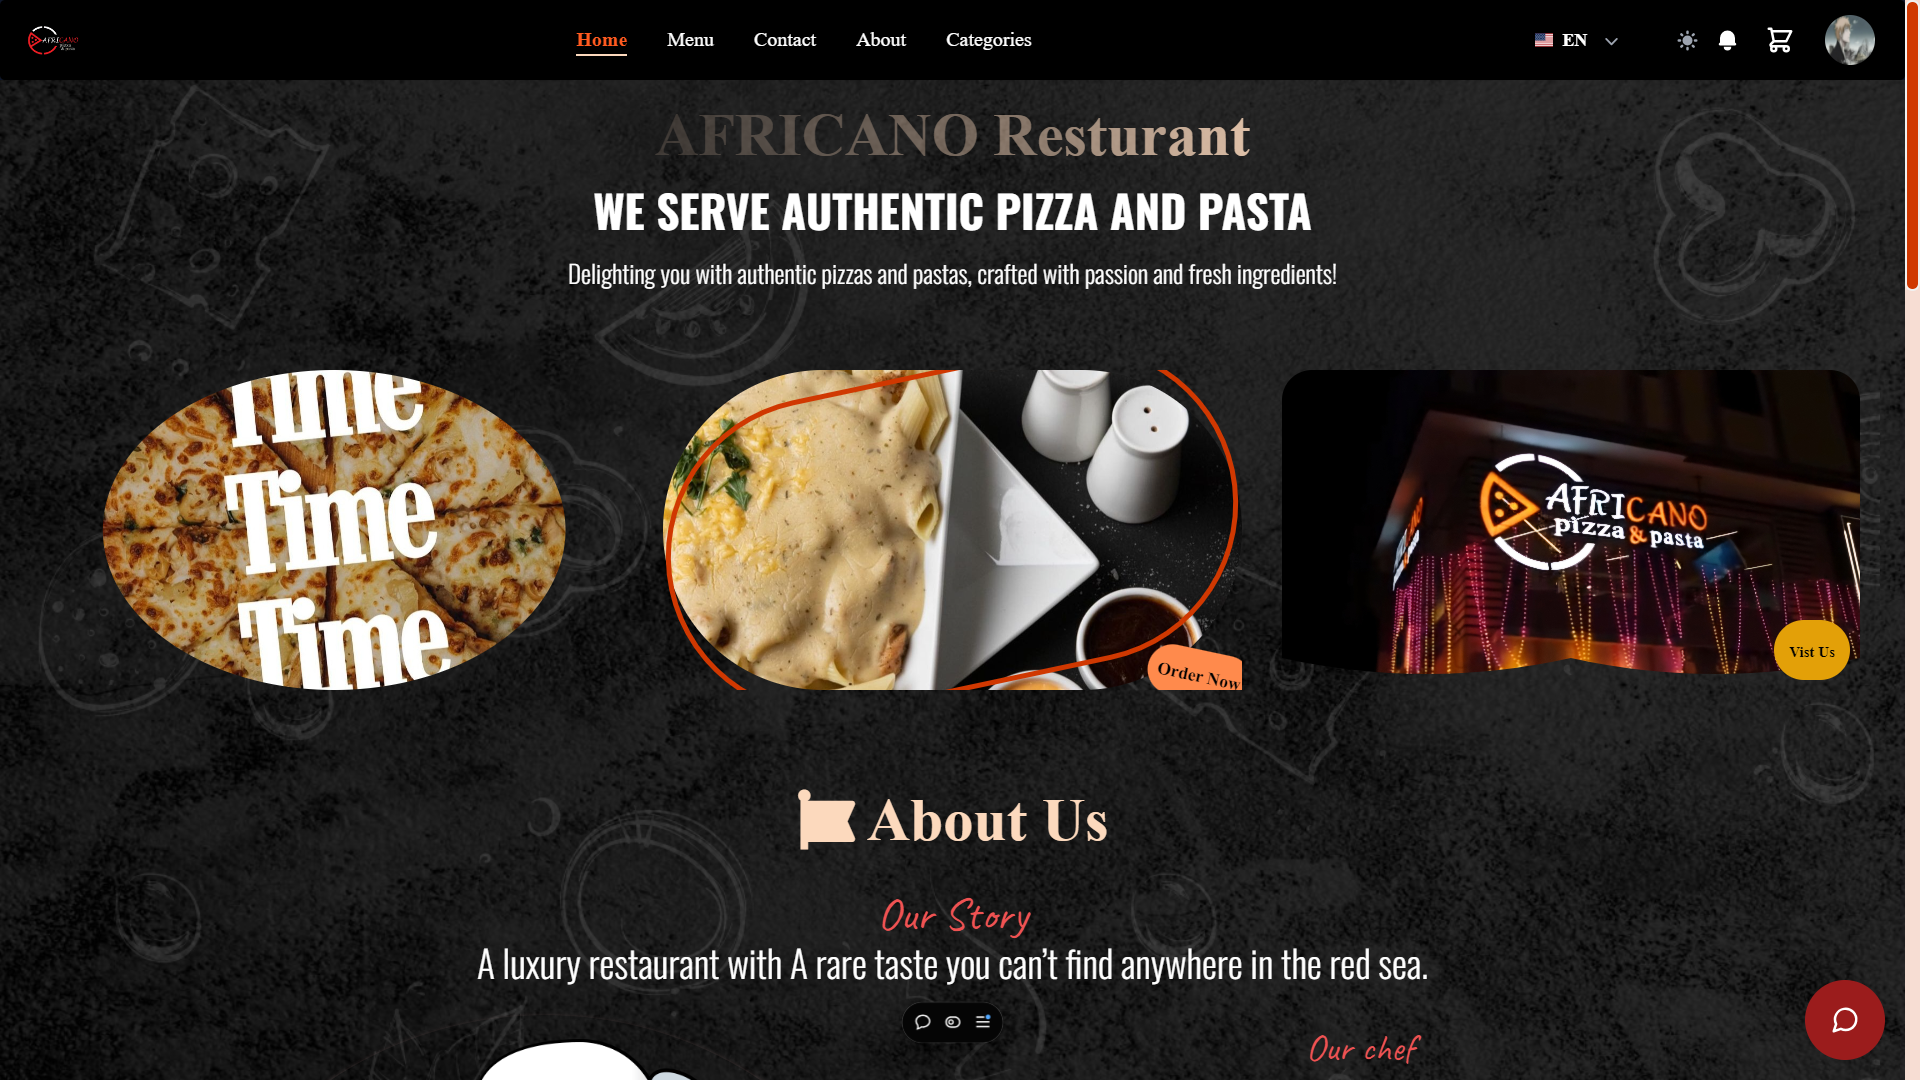 AFRICANO
Home
Menu
Contact
About
Categories
EN
AFRICANO Resturant
WE SERVE AUTHENTIC PIZZA AND PASTA
Delighting you with authentic pizzas and pastas, crafted with passion and fresh ingredients!
Time
Time
Time
Order Now
AFRICANO
pizza & pasta
Vist Us
About Us
Our Story
A luxury restaurant with A rare taste you can’t find anywhere in the red sea.
Our chef